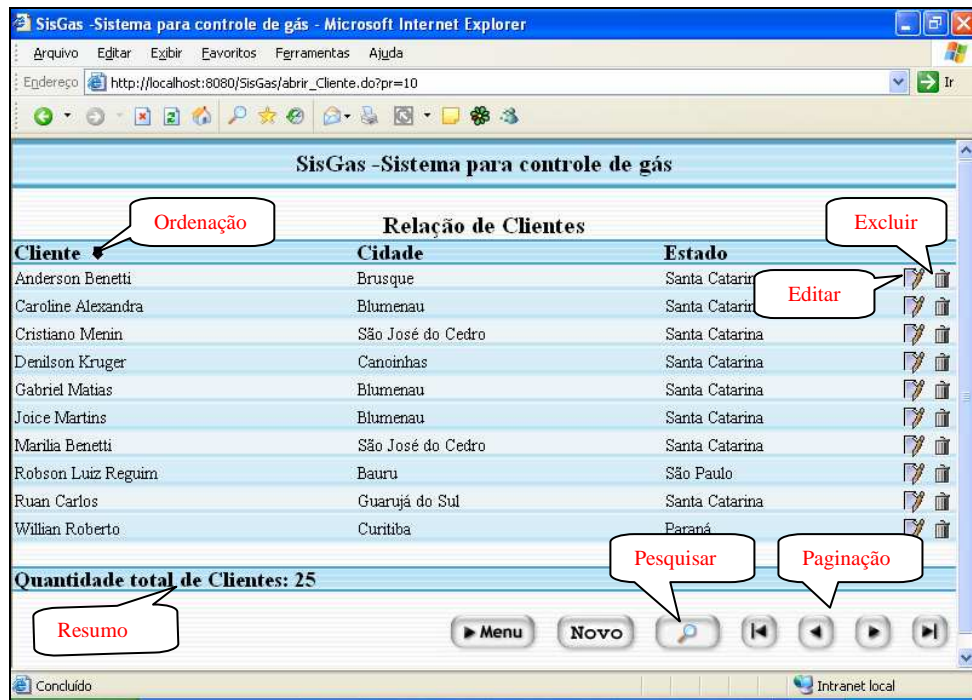 SisGas -Sistema para controle de gás - Microsoft Internet Explorer
Arquivo Editar Exibir Favoritos Ferramentas Ajuda
Endereço http://localhost:8080/SisGas/abrir_Cliente.do?pr=10 Ir
SisGas -Sistema para controle de gás
Ordenação
Relação de Clientes
Excluir
Cliente Cidade Estado
Anderson Benetti Brusque Santa Catarin
Editar
Caroline Alexandra Blumenau Santa Catarin
Cristiano Menin São José do Cedro Santa Catarina
Denilson Kruger Canoinhas Santa Catarina
Gabriel Matias Blumenau Santa Catarina
Joice Martins Blumenau Santa Catarina
Marilia Benetti São José do Cedro Santa Catarina
Robson Luiz Reguim Bauru São Paulo
Ruan Carlos Guarujá do Sul Santa Catarina
Willian Roberto Curitiba Paraná
Pesquisar
Paginação
Quantidade total de Clientes: 25
Resumo
Menu Novo
Concluído Intranet local